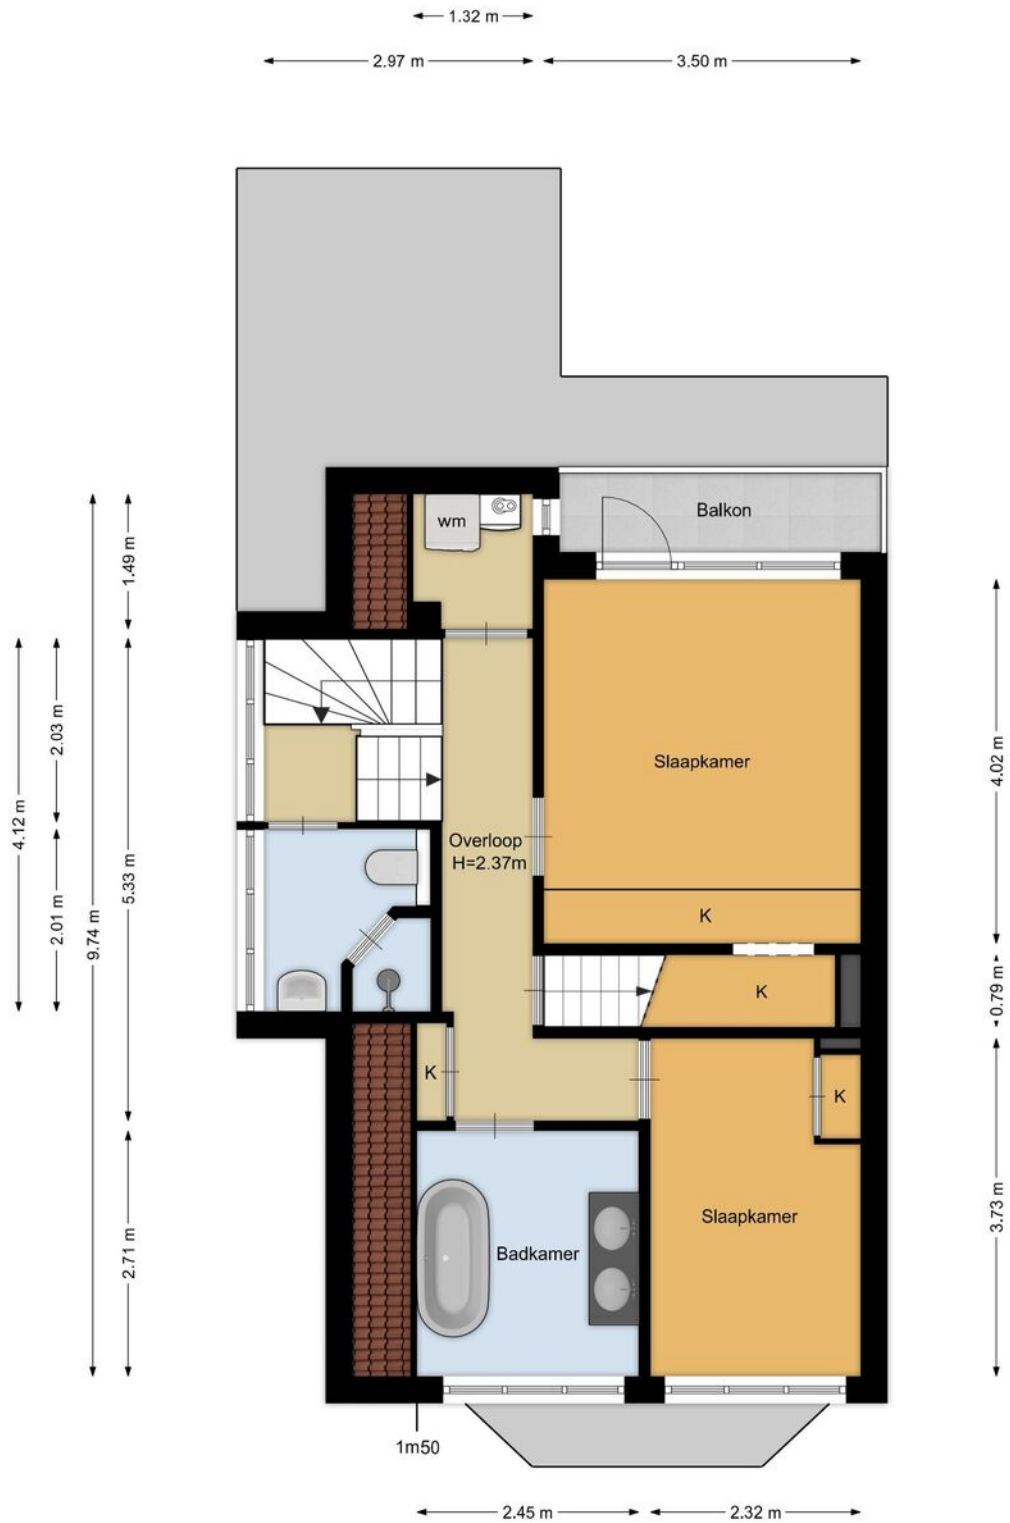 1.32 m
2.97 m
3.50 m
wm
Balkon
1.49 m
2.03 m
4.12 m
2.01 m
5.33 m
9.74 m
4.02 m
Slaapkamer
Overloop
H=2.37m
K
K
0.79 m
K
K
2.71 m
3.73 m
Slaapkamer
Badkamer
1m50
2.45 m
2.32 m